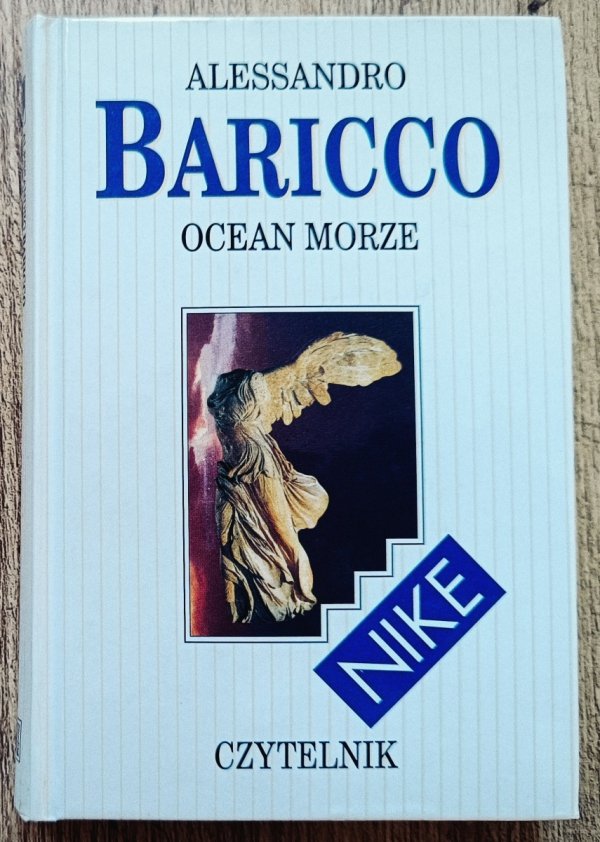 ALESSANDRO
BARICCO
OCEAN MORZE
NIKE
CZYTELNIK